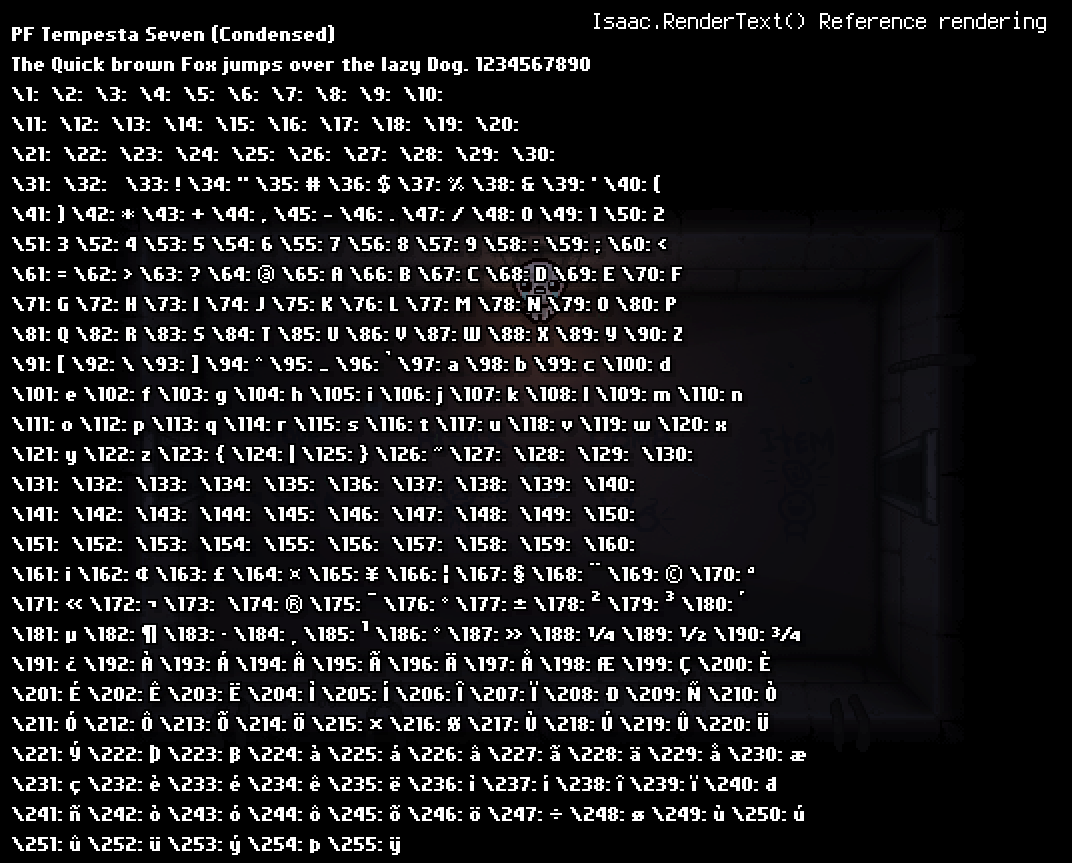 Isaac.RenderText() Reference rendering
PF Tempesta Seven (Condensed)
The Quick brown Fox jumps over the lazy Dog. 1234567890
\1: \2: \3: \4: \5: \6: \7: \8: \9: \10:
\11: \12: \13: \14: \15: \16: \17: \18: \19: \20:
\21: \22: \23: \24: \25: \26: \27: \28: \29: \30:
\31: \32: \33: ! \34: " \35: # \36: $ \37: % \38: & \39: ' \40: (
\41: ) \42: * \43: + \44: , \45: - \46: . \47: / \48: 0 \49: 1 \50: 2
\51: 3 \52: 4 \53: 5 \54: 6 \55: 7 \56: 8 \57: 9 \58: : \59: ; \60: <
\61: = \62: > \63: ? \64: @ \65: A \66: B \67: C \68: D \69: E \70: F
\71: G \72: H \73: I \74: J \75: K \76: L \77: M \78: N \79: O \80: P
\81: Q \82: R \83: S \84: T \85: U \86: V \87: W \88: X \89: Y \90: Z
\91: [ \92: \ \93: ] \94: ^ \95: _ \96: ` \97: a \98: b \99: c \100: d
\101: e \102: f \103: g \104: h \105: i \106: j \107: k \108: l \109: m \110: n
\111: o \112: p \113: q \114: r \115: s \116: t \117: u \118: v \119: w \120: x
\121: y \122: z \123: { \124: | \125: } \126: ~ \127: \128: \129: \130:
\131: \132: \133: \134: \135: \136: \137: \138: \139: \140:
\141: \142: \143: \144: \145: \146: \147: \148: \149: \150:
\151: \152: \153: \154: \155: \156: \157: \158: \159: \160:
\161: ¡ \162: ¢ \163: £ \164: ¤ \165: ¥ \166: ¦ \167: § \168: ¨ \169: © \170: ª
\171: « \172: ¬ \173: \174: ® \175: ¯ \176: ° \177: ± \178: ² \179: ³ \180: ´
\181: µ \182: ¶ \183: · \184: ¸ \185: ¹ \186: º \187: » \188: ¼ \189: ½ \190: ¾
\191: ¿ \192: À \193: Á \194: Â \195: Ã \196: Ä \197: Å \198: Æ \199: Ç \200: È
\201: É \202: Ê \203: Ë \204: Ì \205: Í \206: Î \207: Ï \208: Ð \209: Ñ \210: Ò
\211: Ó \212: Ô \213: Õ \214: Ö \215: × \216: Ø \217: Ù \218: Ú \219: Û \220: Ü
\221: Ý \222: Þ \223: ß \224: à \225: á \226: â \227: ã \228: ä \229: å \230: æ
\231: ç \232: è \233: é \234: ê \235: ë \236: ì \237: í \238: î \239: ï \240: ð
\241: ñ \242: ò \243: ó \244: ô \245: õ \246: ö \247: ÷ \248: ø \249: ù \250: ú
\251: û \252: ü \253: ý \254: þ \255: ÿ
ITEM